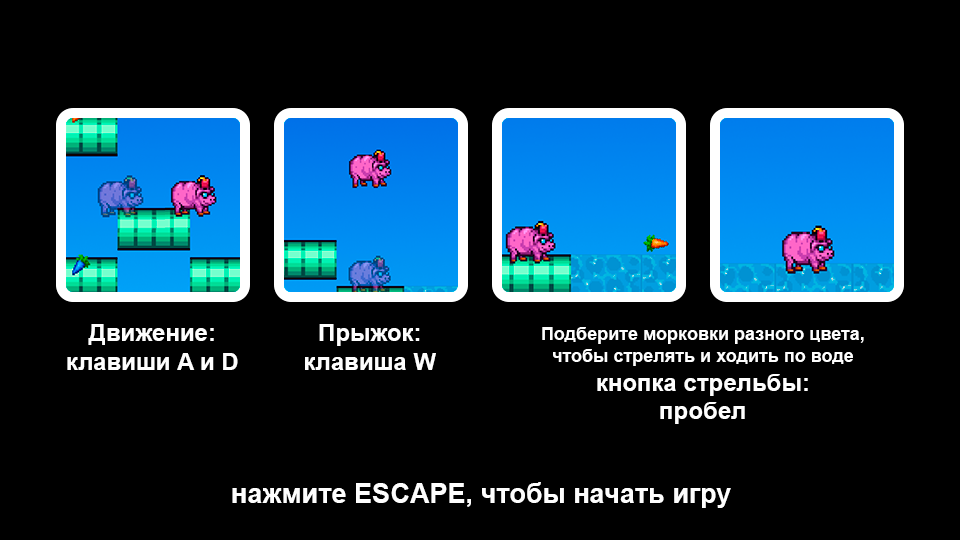 Движение:
клавиши A и D
Прыжок:
клавиша W
Подберите морковки разного цвета,
чтобы стрелять и ходить по воде
кнопка стрельбы:
пробел
нажмите ESCAPE, чтобы начать игру